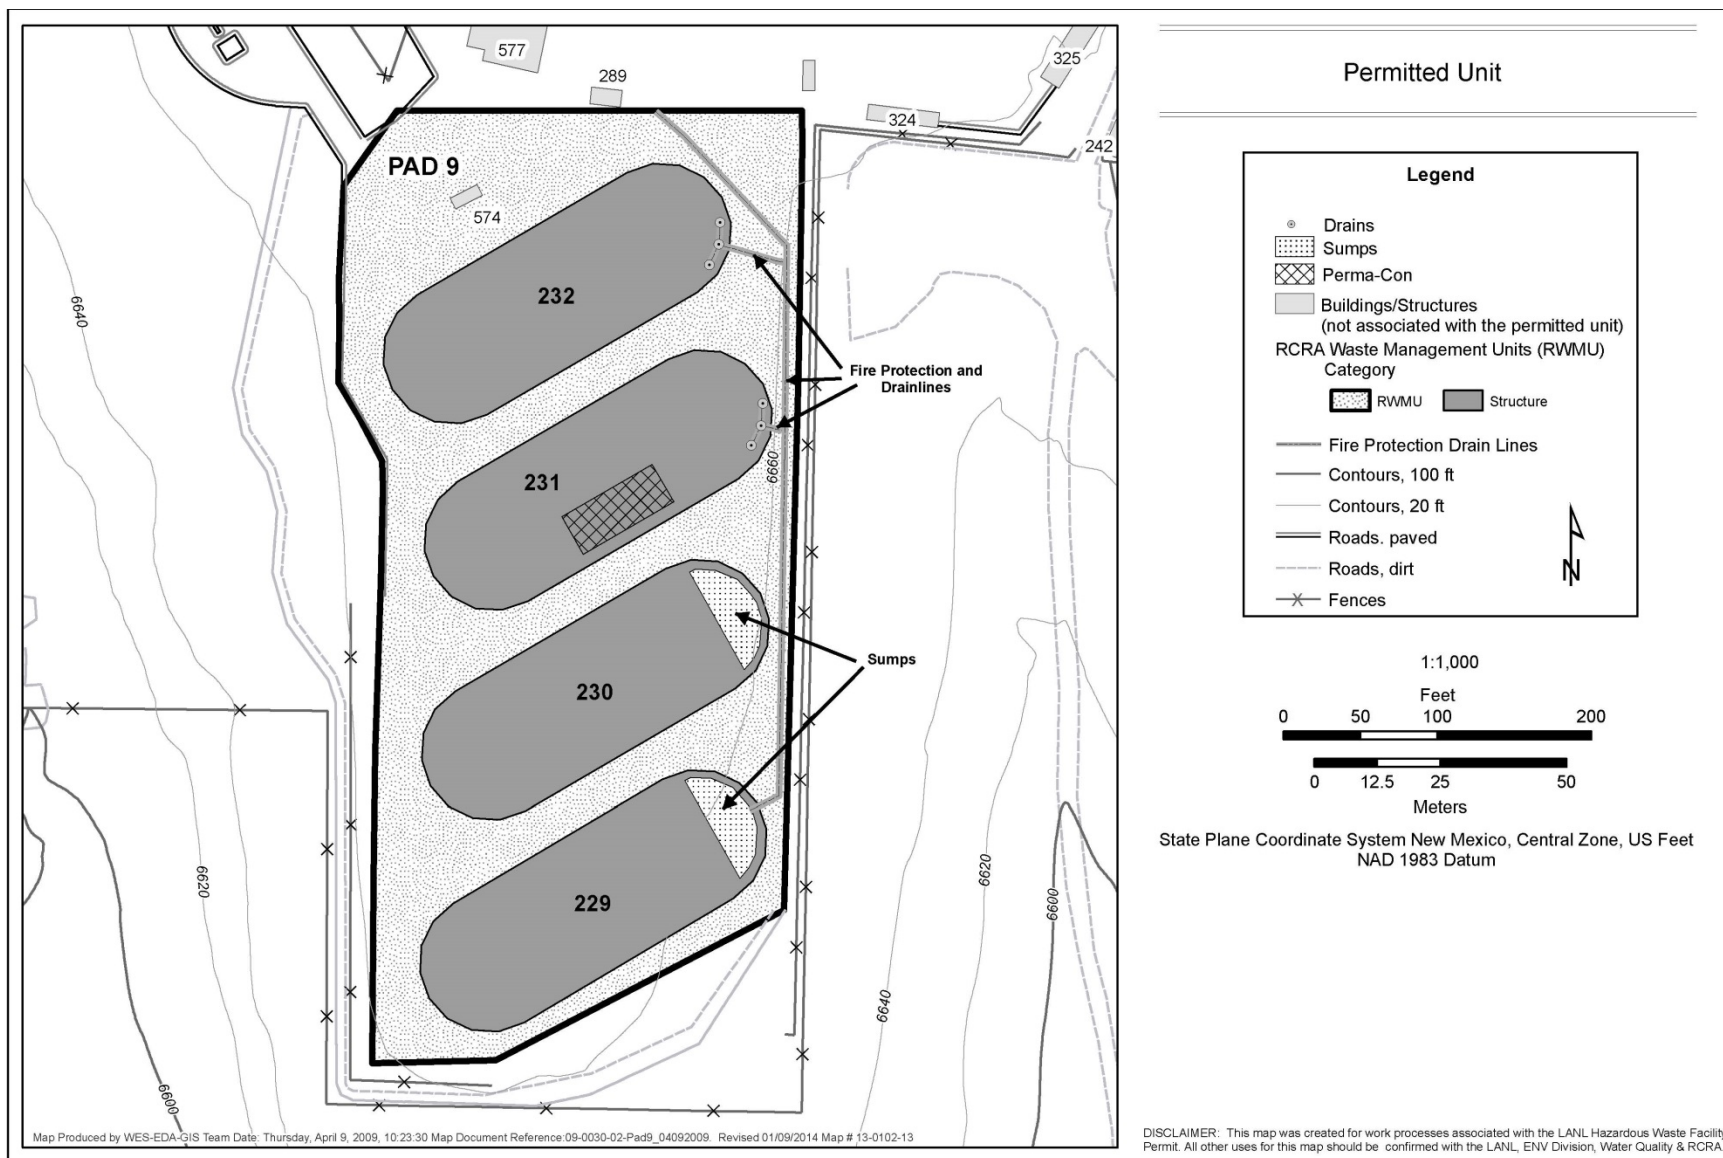 577
289
325
324
242
PAD 9
574
232
6640
Fire Protection and
Drainlines
231
6660
230
Sumps
229
6620
6600
6640
6620
6600
Map Produced by WES-EDA-GIS Team Date: Thursday, April 9, 2009, 10:23:30 Map Document Reference:09-0030-02-Pad9_04092009. Revised 01/09/2014 Map # 13-0102-13
Permitted Unit
Legend
Drains
Sumps
Perma-Con
Buildings/Structures
(not associated with the permitted unit)
RCRA Waste Management Units (RWMU)
Category
RWMU Structure
Fire Protection Drain Lines
Contours, 100 ft
Contours, 20 ft
Roads. paved
Roads, dirt
Fences
N
1:1,000
Feet
0 50 100 200
0 12.5 25 50
Meters
State Plane Coordinate System New Mexico, Central Zone, US Feet
NAD 1983 Datum
DISCLAIMER: This map was created for work processes associated with the LANL Hazardous Waste Facility
Permit. All other uses for this map should be confirmed with the LANL, ENV Division, Water Quality & RCRA